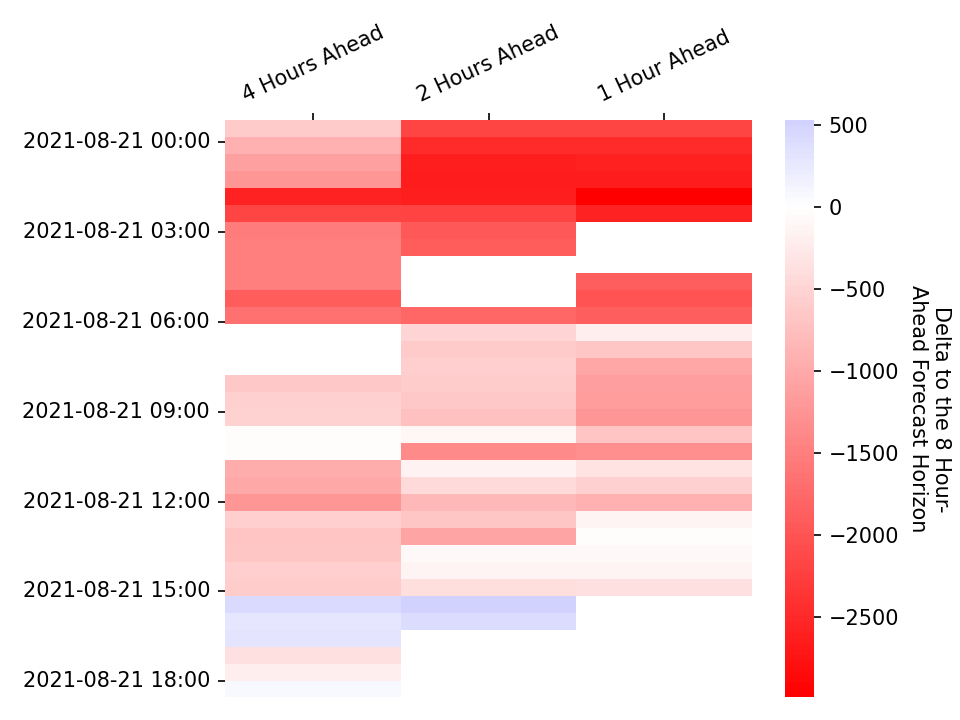 4 Hours Ahead
2 Hours Ahead
1 Hour Ahead
2021-08-21 00:00
2021-08-21 03:00
2021-08-21 06:00
2021-08-21 09:00
2021-08-21 12:00
2021-08-21 15:00
2021-08-21 18:00
500
0
−500
−1000
−1500
−2000
−2500
Delta to the 8 Hour-
Ahead Forecast Horizon